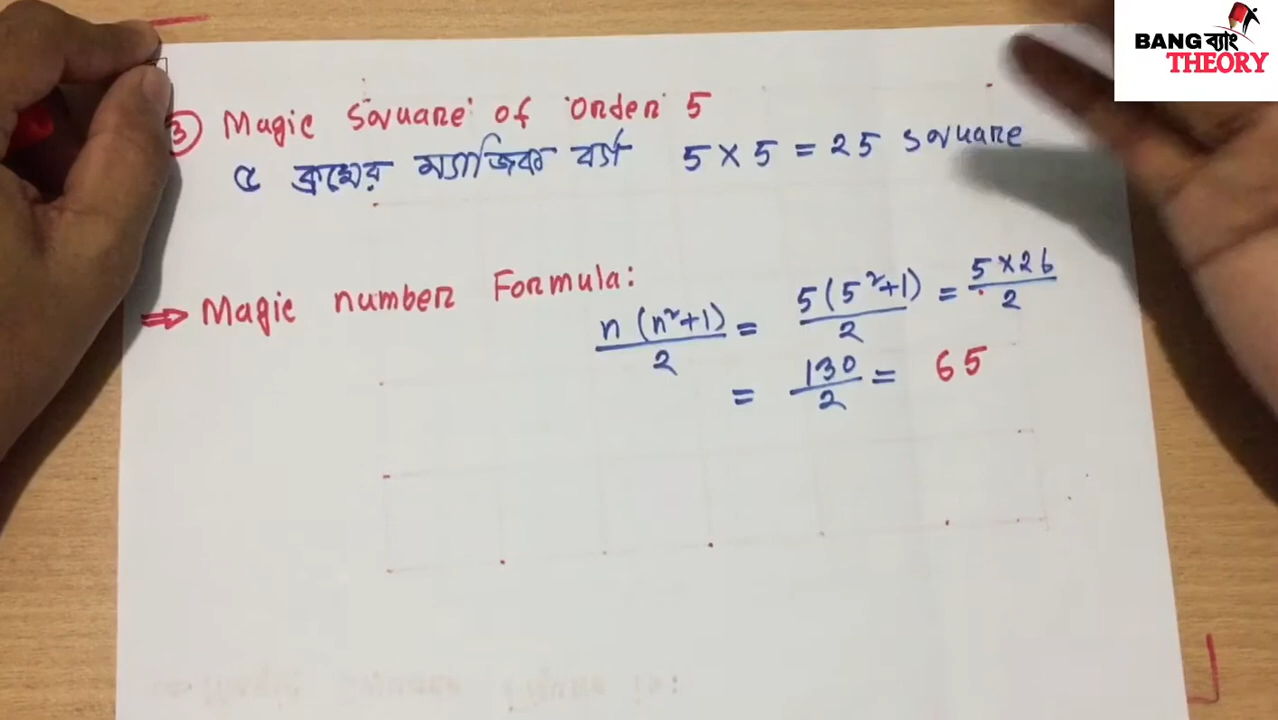 BANG ব্যাং
THEORY
③ Magic Square of Order 5
৫ ক্রমের ম্যাজিক বর্গ 5 × 5 = 25 square
⇒ Magic number Formula:
n(n²+1)/2 = 5(5²+1)/2 = 5×26/2
= 130/2 = 65